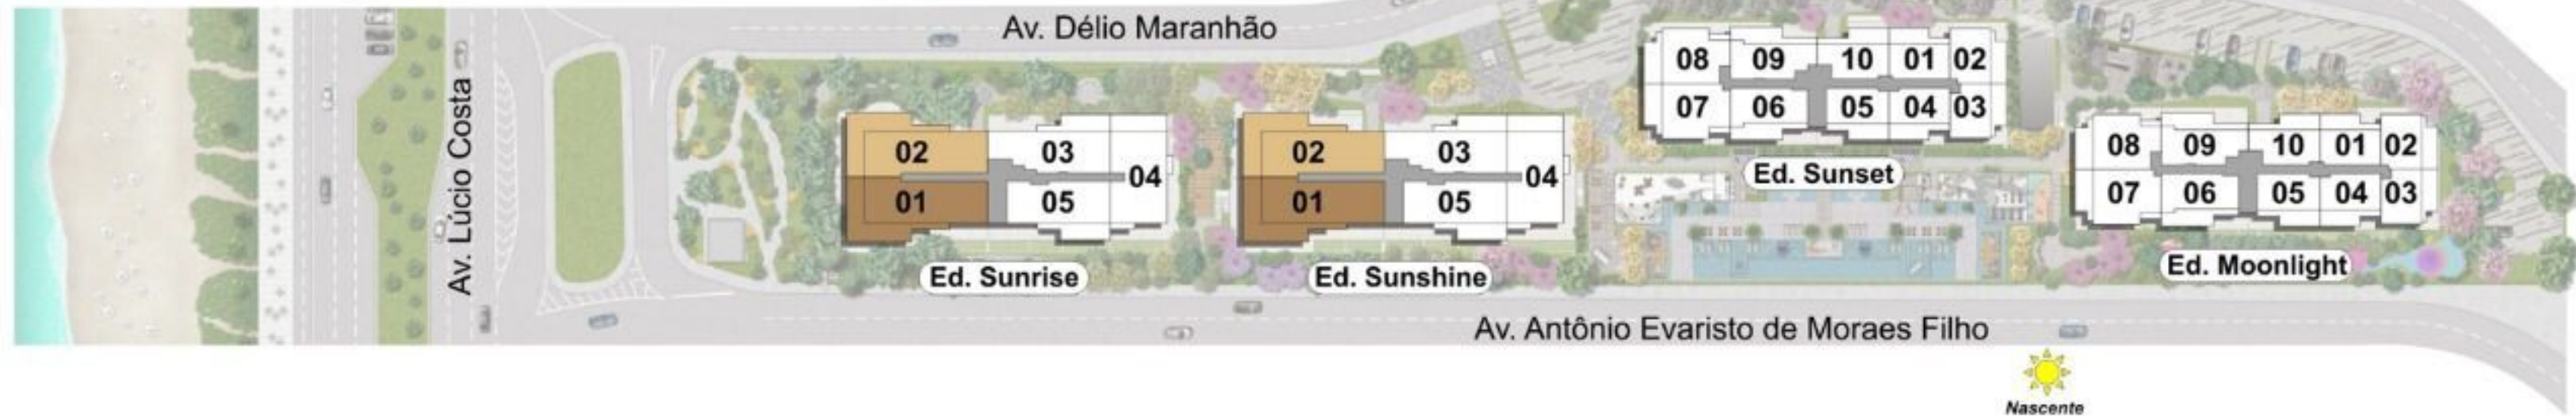 Av. Délio Maranhão
Av. Lúcio Costa
02
03
04
01
05
Ed. Sunrise
02
03
04
01
05
Ed. Sunshine
08 09 10 01 02
07 06 05 04 03
Ed. Sunset
08 09 10 01 02
07 06 05 04 03
Ed. Moonlight
Av. Antônio Evaristo de Moraes Filho
Nascente